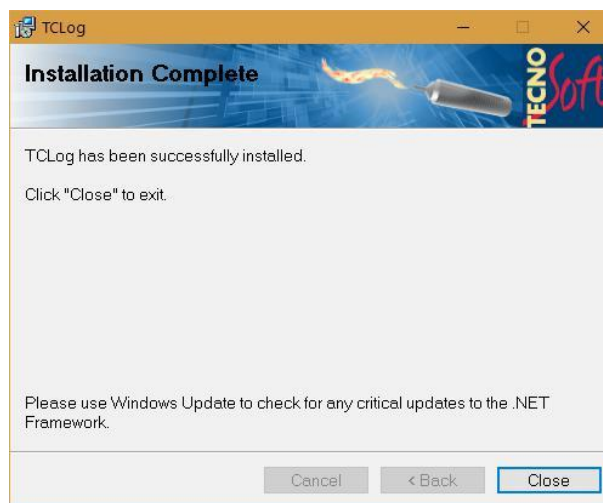 TCLog
Installation Complete
TECNO
Soft
TCLog has been successfully installed.
Click "Close" to exit.
Please use Windows Update to check for any critical updates to the .NET
Framework.
Cancel
< Back
Close